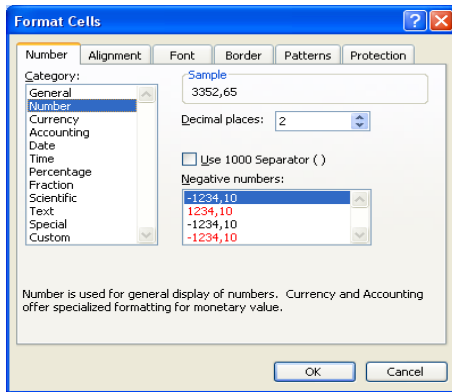 Format Cells
Number Alignment Font Border Patterns Protection
Category:
General
Number
Currency
Accounting
Date
Time
Percentage
Fraction
Scientific
Text
Special
Custom
Sample
3352,65
Decimal places: 2
Use 1000 Separator ( )
Negative numbers:
-1234,10
1234,10
-1234,10
-1234,10
Number is used for general display of numbers. Currency and Accounting
offer specialized formatting for monetary value.
OK Cancel